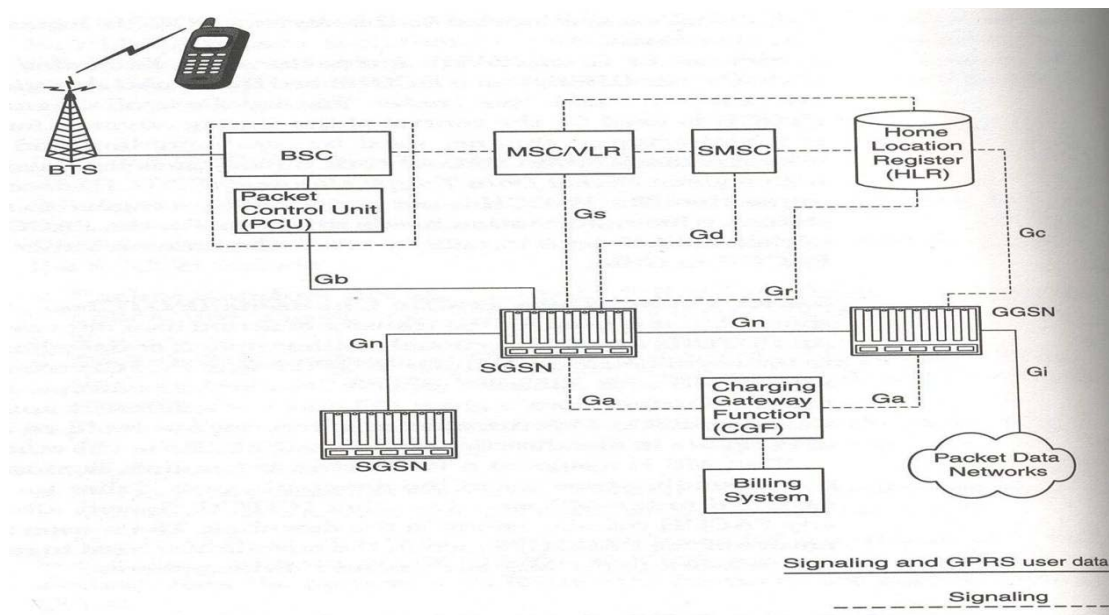 BTS
BSC
Packet
Control Unit
(PCU)
MSC/VLR
SMSC
Home
Location
Register
(HLR)
Gs
Gd
Gc
Gb
Gr
Gn
Gn
GGSN
SGSN
Gi
Ga
Charging
Gateway
Function
(CGF)
Ga
SGSN
Billing
System
Packet Data
Networks
Signaling and GPRS user data
Signaling